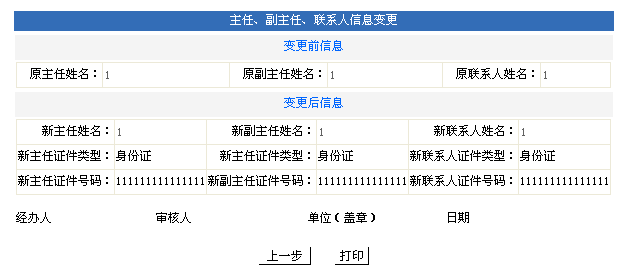 主任、副主任、联系人信息变更
变更前信息
原主任姓名： 1 原副主任姓名： 1 原联系人姓名： 1
变更后信息
新主任姓名： 1 新副主任姓名： 1 新联系人姓名： 1
新主任证件类型： 身份证 新主任证件类型： 身份证 新联系人证件类型： 身份证
新主任证件号码： 111111111111111 新副主任证件号码： 111111111111111 新联系人证件号码： 111111111111111
经办人 审核人 单位（盖章） 日期
上一步 打印